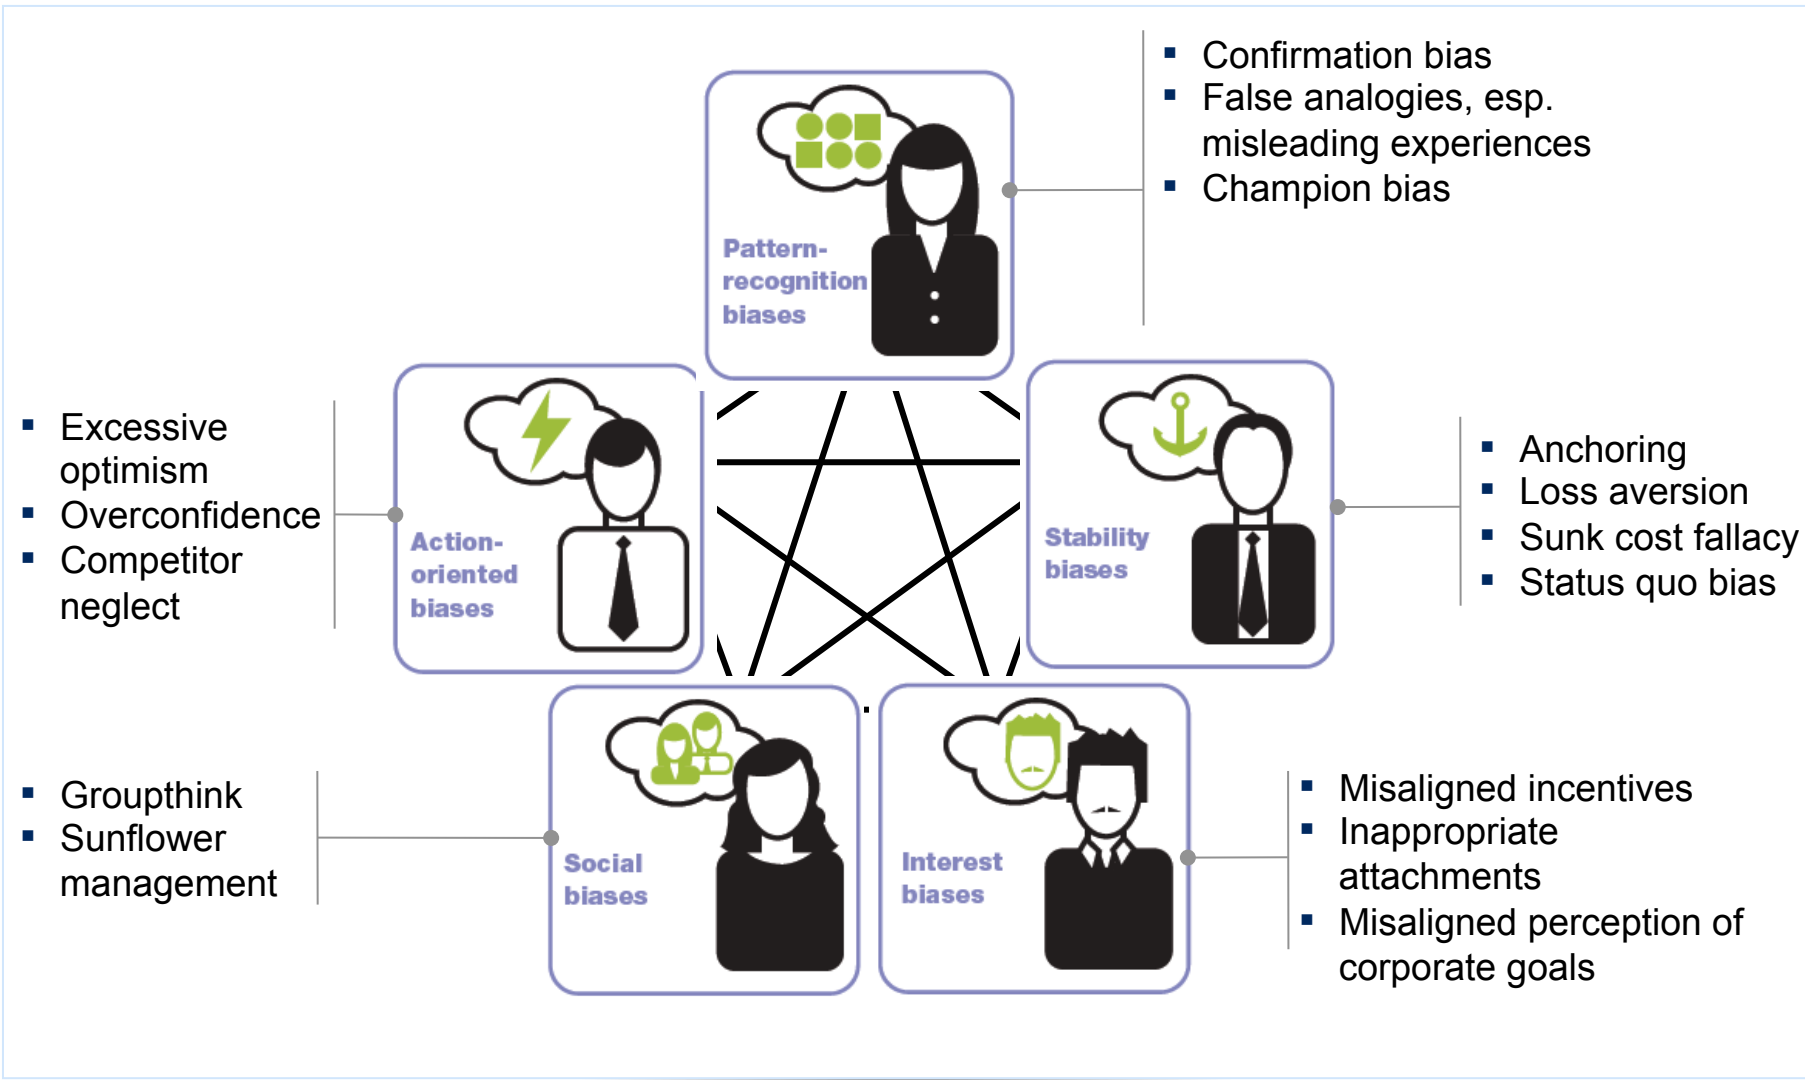 Confirmation bias
False analogies, esp.
misleading experiences
Champion bias
Pattern-
recognition
biases
Excessive
optimism
Overconfidence
Competitor
neglect
Action-
oriented
biases
Stability
biases
Anchoring
Loss aversion
Sunk cost fallacy
Status quo bias
Groupthink
Sunflower
management
Social
biases
Interest
biases
Misaligned incentives
Inappropriate
attachments
Misaligned perception of
corporate goals